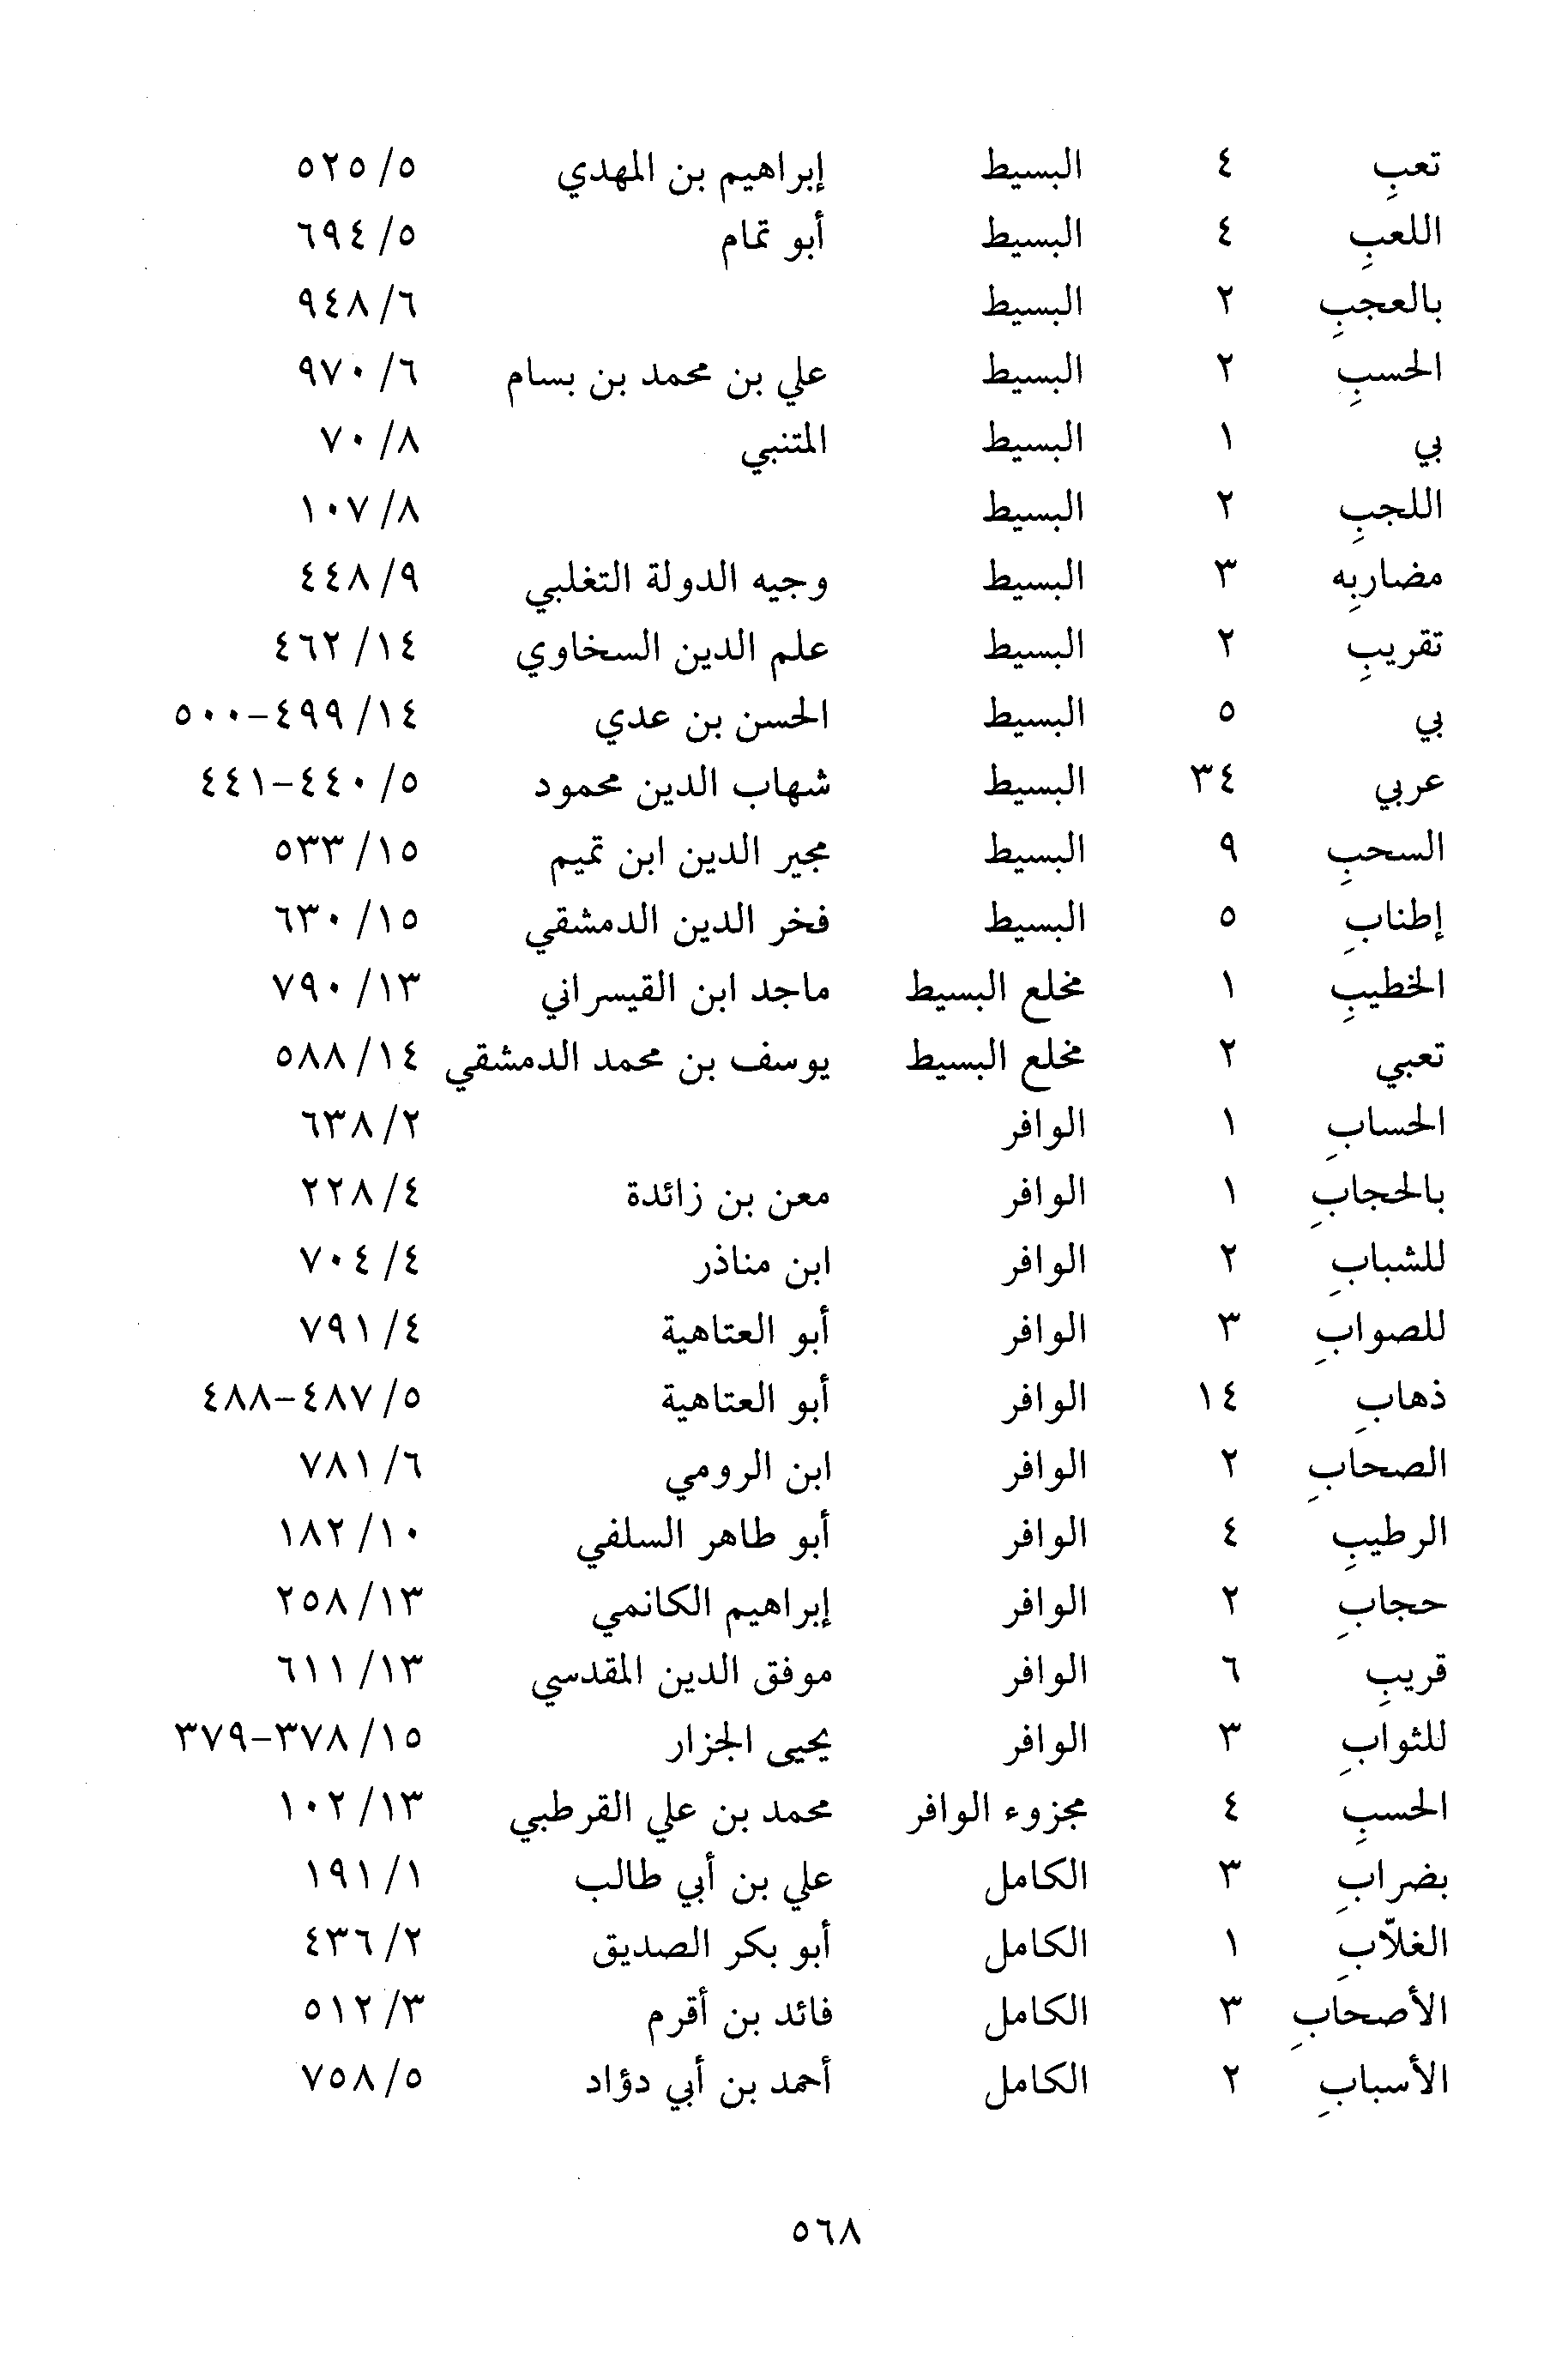 تعبِ ٤ البسيط إبراهيم بن المهدي ٥/ ٥٢٥
اللعبِ ٤ البسيط أبو تمام ٥/ ٦٩٤
بالعجبِ ٢ البسيط ٦/ ٩٤٨
الحسبِ ٢ البسيط علي بن محمد بن بسام ٦/ ٩٧٠
بي ١ البسيط المتنبي ٨/ ٧٠
اللجبِ ٢ البسيط ٨/ ١٠٧
مضاربِه ٣ البسيط وجيه الدولة التغلبي ٩/ ٤٤٨
تقريبِ ٢ البسيط علم الدين السخاوي ١٤/ ٤٦٢
بي ٥ البسيط الحسن بن عدي ١٤/ ٤٩٩-٥٠٠
عربي ٣٤ البسيط شهاب الدين محمود ٥/ ٤٤٠-٤٤١
السحبِ ٩ البسيط مجير الدين ابن تميم ١٥/ ٥٣٣
إطنابِ ٥ البسيط فخر الدين الدمشقي ١٥/ ٦٣٠
الخطيبِ ١ مخلع البسيط ماجد ابن القيسراني ١٣/ ٧٩٠
تعبي ٢ مخلع البسيط يوسف بن محمد الدمشقي ١٤/ ٥٨٨
الحسابِ ١ الوافر ٢/ ٦٣٨
بالحجابِ ١ الوافر معن بن زائدة ٤/ ٢٢٨
للشبابِ ٢ الوافر ابن مناذر ٤/ ٧٠٤
للصوابِ ٣ الوافر أبو العتاهية ٤/ ٧٩١
ذهابِ ١٤ الوافر أبو العتاهية ٥/ ٤٨٧-٤٨٨
الصحابِ ٢ الوافر ابن الرومي ٦/ ٧٨١
الرطيبِ ٤ الوافر أبو طاهر السلفي ١٠/ ١٨٢
حجابِ ٢ الوافر إبراهيم الكانمي ١٣/ ٢٥٨
قريبِ ٦ الوافر موفق الدين المقدسي ١٣/ ٦١١
للثوابِ ٣ الوافر يحيى الجزار ١٥/ ٣٧٨-٣٧٩
الحسبِ ٤ مجزوء الوافر محمد بن علي القرطبي ١٣/ ١٠٢
بضرابِ ٣ الكامل علي بن أبي طالب ١/ ١٩١
الغلاّبِ ١ الكامل أبو بكر الصديق ٢/ ٤٣٦
الأصحابِ ٣ الكامل فائد بن أقرم ٣/ ٥١٢
الأسبابِ ٢ الكامل أحمد بن أبي دؤاد ٥/ ٧٥٨
٥٦٨